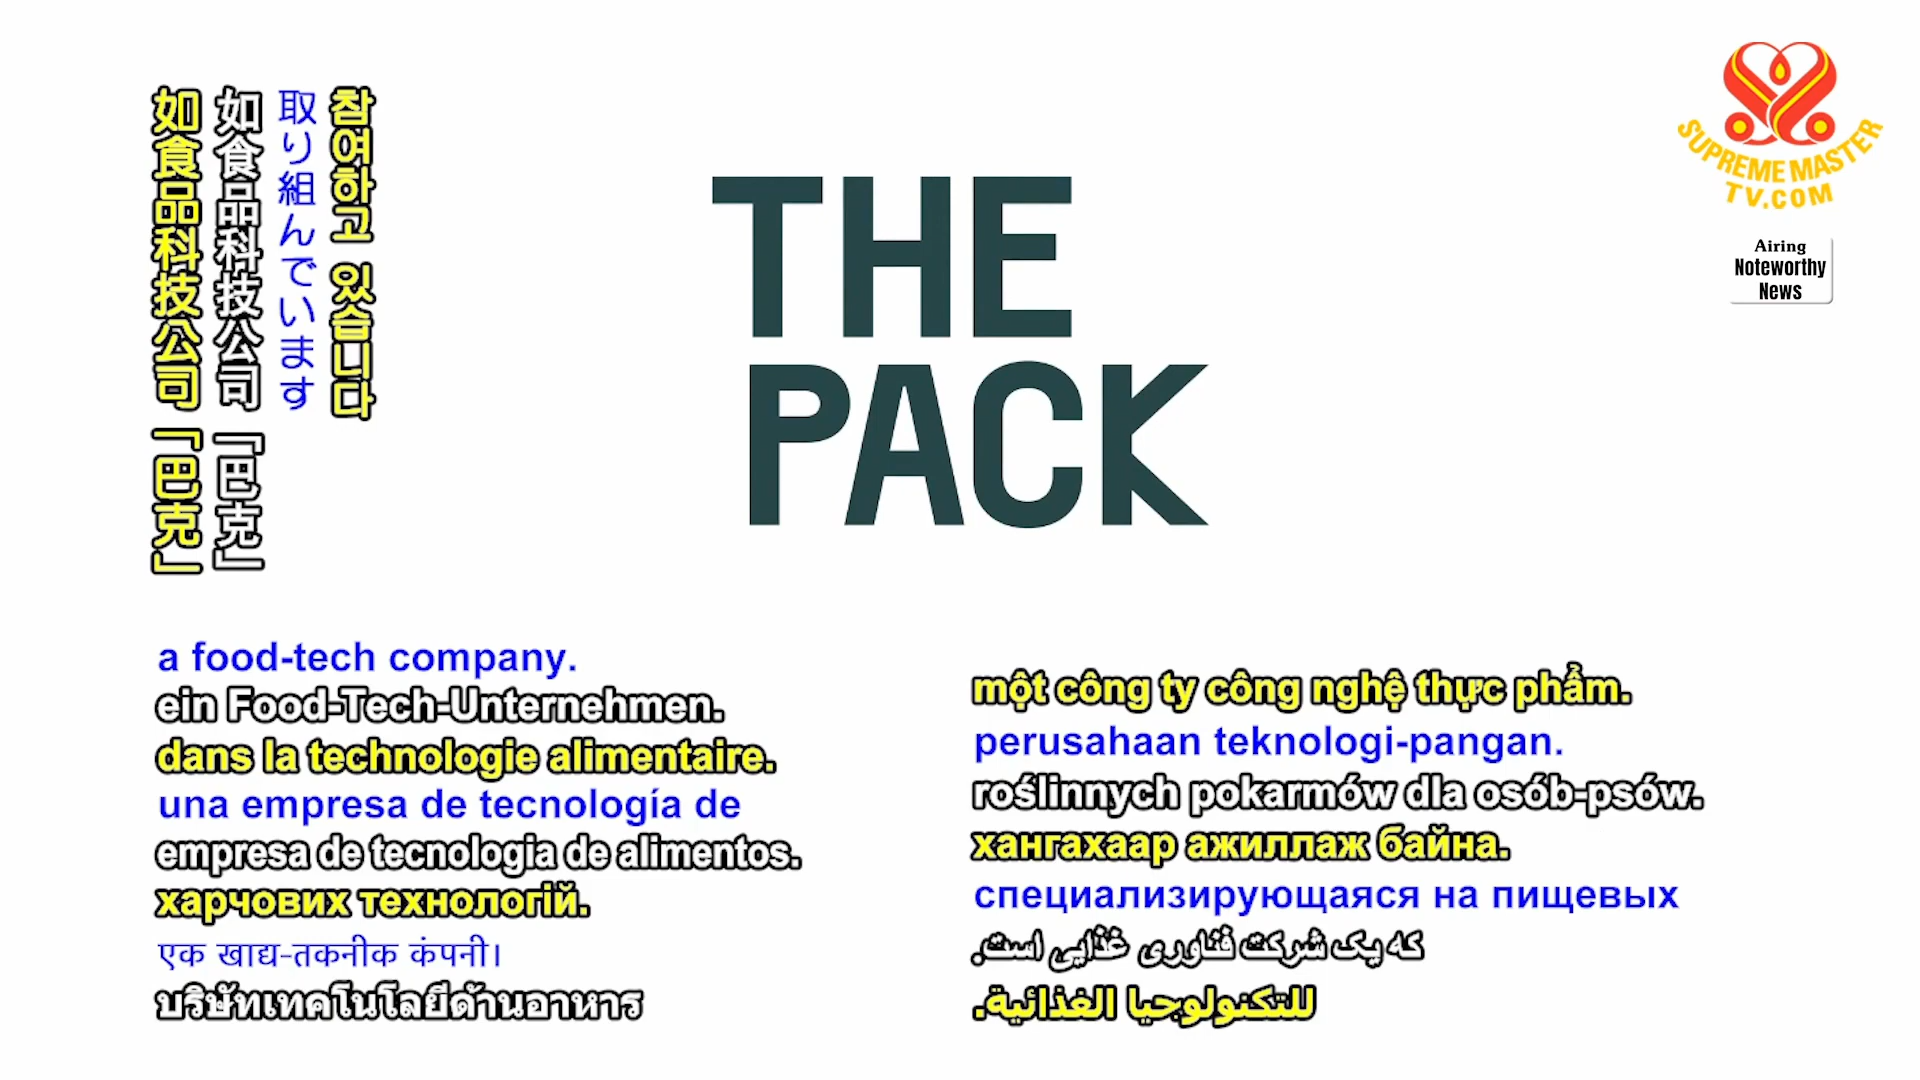 如食品科技公司「巴克」
如食品科技公司「巴克」
取り組んでいます
참여하고 있습니다
THE
PACK
SUPREME MASTER
TV.COM
Airing
Noteworthy
News
a food-tech company.
ein Food-Tech-Unternehmen.
dans la technologie alimentaire.
una empresa de tecnología de
empresa de tecnologia de alimentos.
харчових технологій.
एक खाद्य-तकनीक कंपनी।
บริษัทเทคโนโลยีด้านอาหาร
một công ty công nghệ thực phẩm.
perusahaan teknologi-pangan.
roślinnych pokarmów dla osób-psów.
хангахаар ажиллаж байна.
специализирующаяся на пищевых
که یک شرکت فناوری غذایی است.
للتكنولوجيا الغذائية.